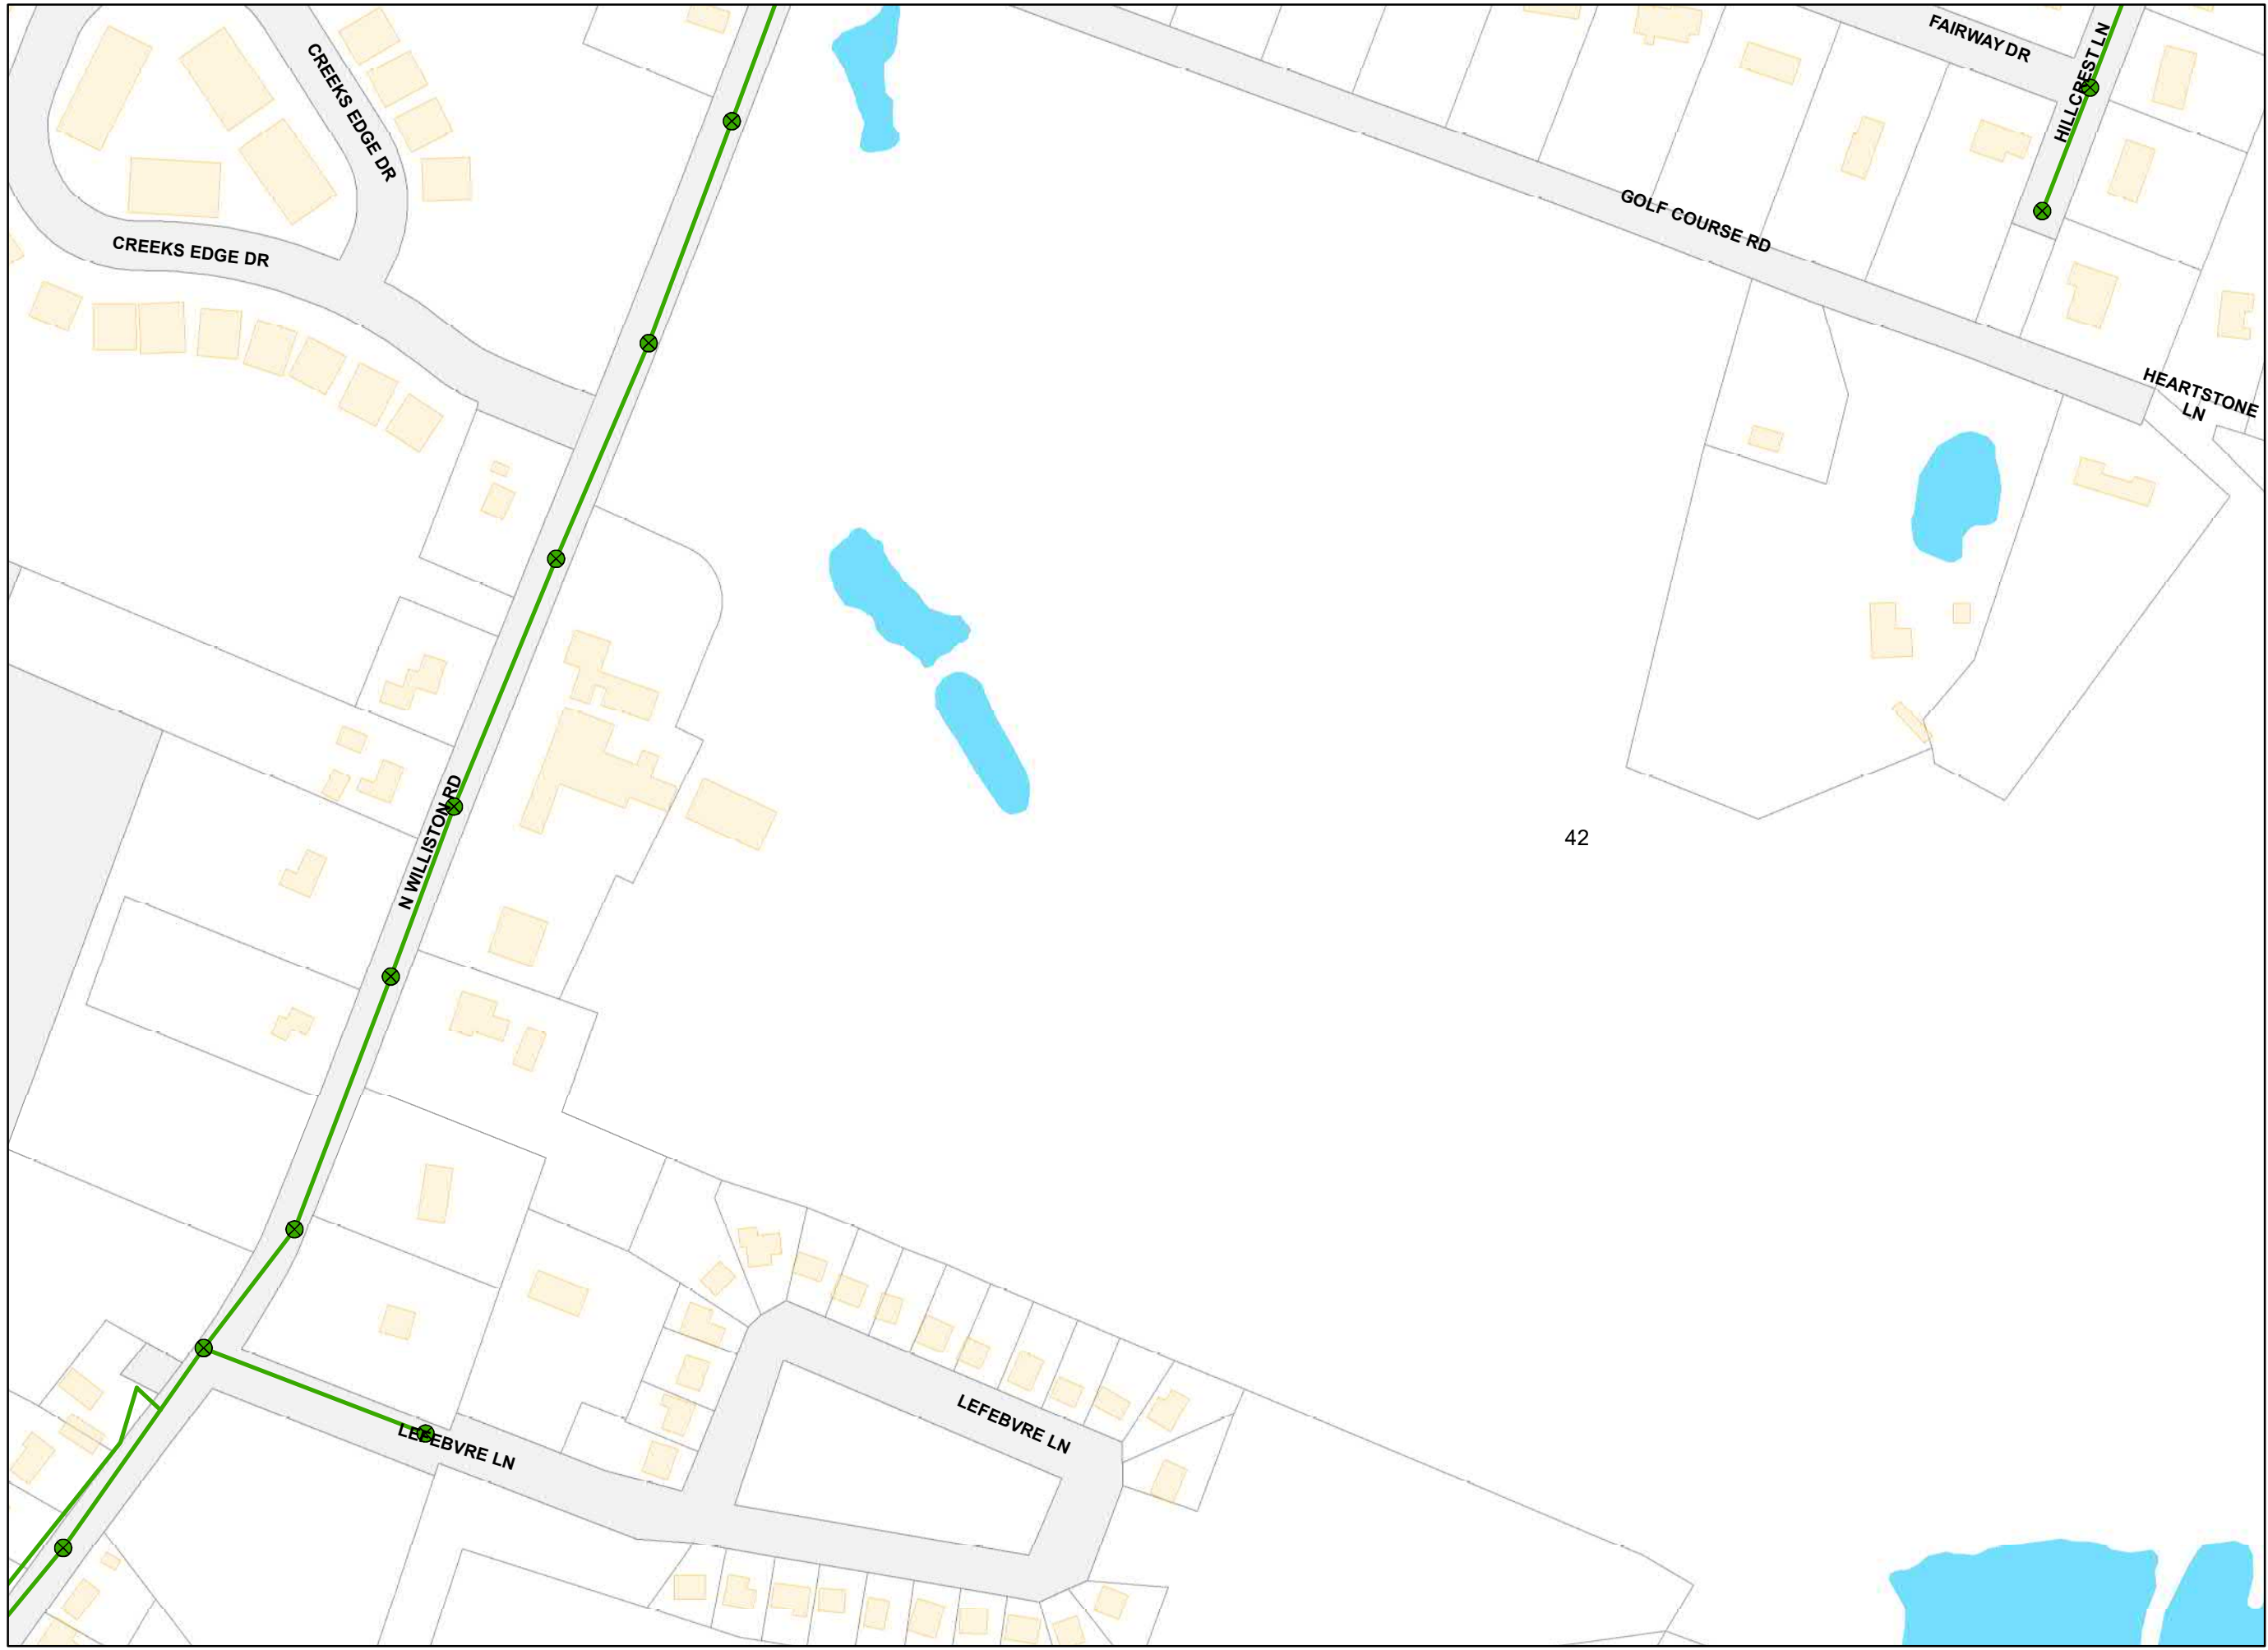 FAIRWAY DR
HILLCREST LN
CREEKS EDGE DR
GOLF COURSE RD
CREEKS EDGE DR
HEARTSTONE
LN
N WILLISTON RD
42
LEFEBVRE LN
LEFEBVRE LN